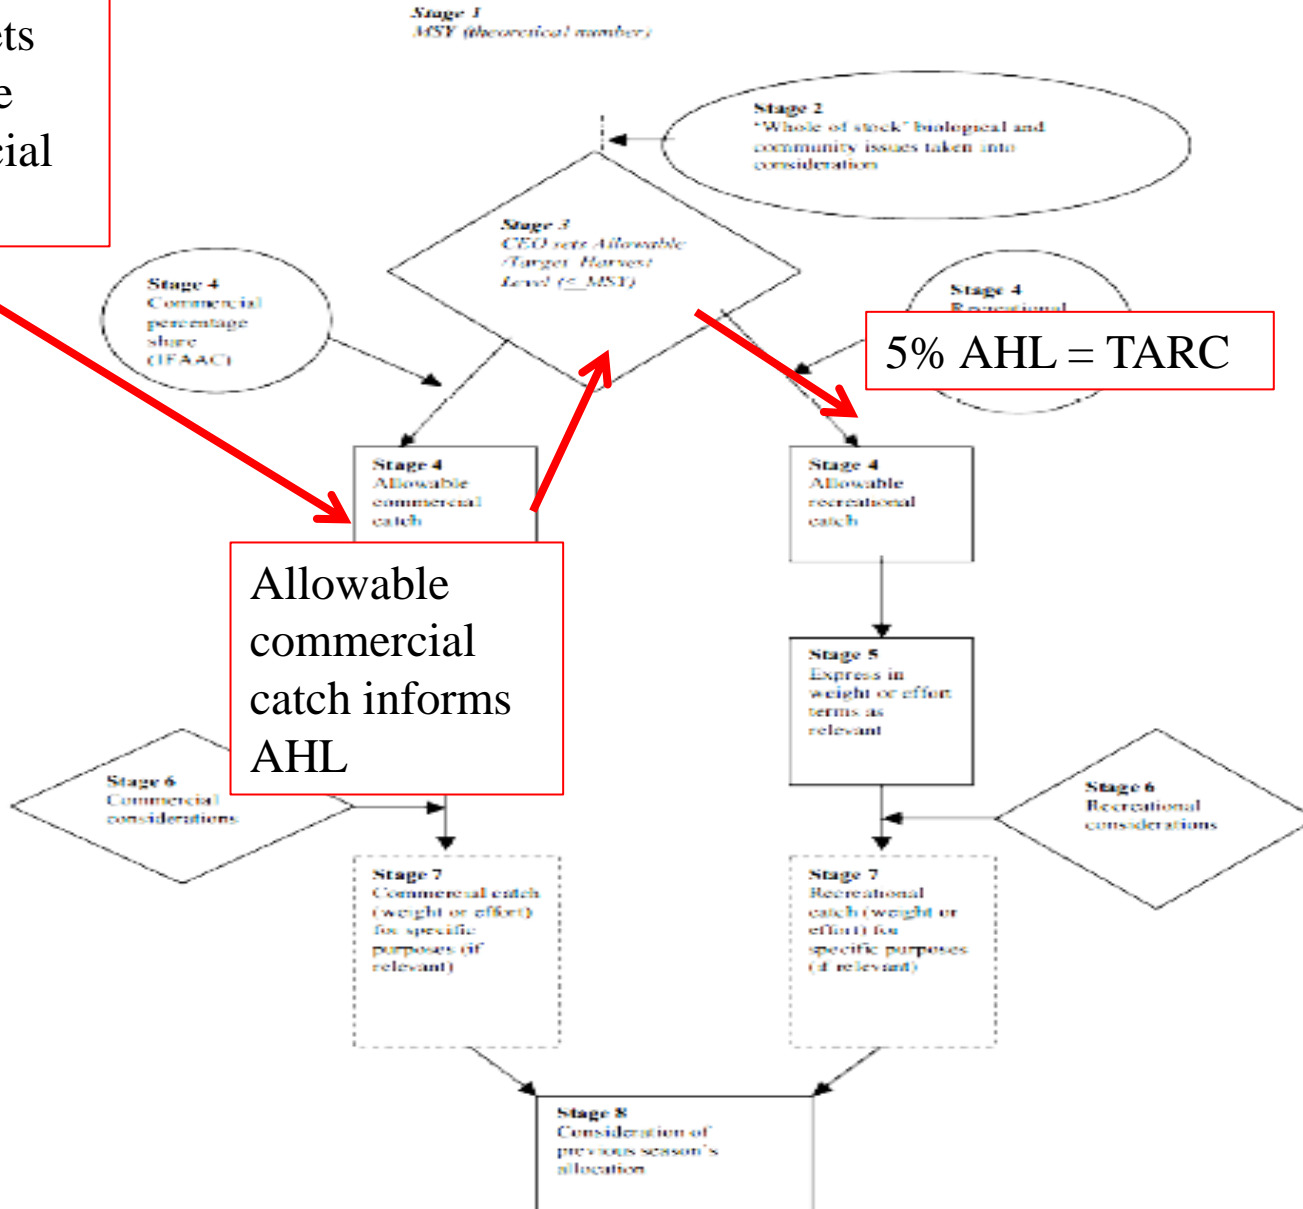 ets
e
cial
Stage 1
MSY (theoretical number)
Stage 2
'Whole of stock' biological and
community issues taken into
consideration
Stage 3
CEO sets Allowable
/Target Harvest
Level (≤ MSY)
Stage 4
Commercial
percentage
share
(IFAAC)
Stage 4
Recreational
5% AHL = TARC
Stage 4
Allowable
commercial
catch
Stage 4
Allowable
recreational
catch
Allowable
commercial
catch informs
AHL
Stage 5
Express in
weight or effort
terms as
relevant
Stage 6
Commercial
considerations
Stage 6
Recreational
considerations
Stage 7
Commercial catch
(weight or effort)
for specific
purposes (if
relevant)
Stage 7
Recreational
catch (weight or
effort) for
specific purposes
(if relevant)
Stage 8
Consideration of
previous season's
allocation